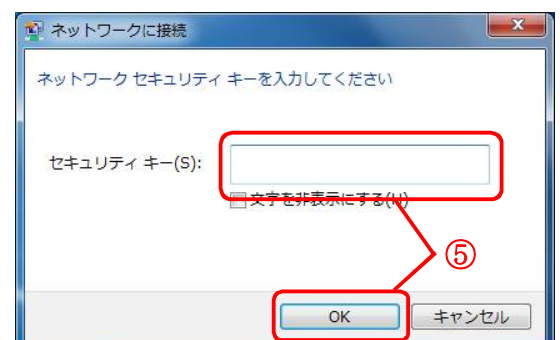 ネットワークに接続
ネットワーク セキュリティ キーを入力してください
セキュリティ キー(S):
文字を非表示にする(H)
⑤
OK
キャンセル